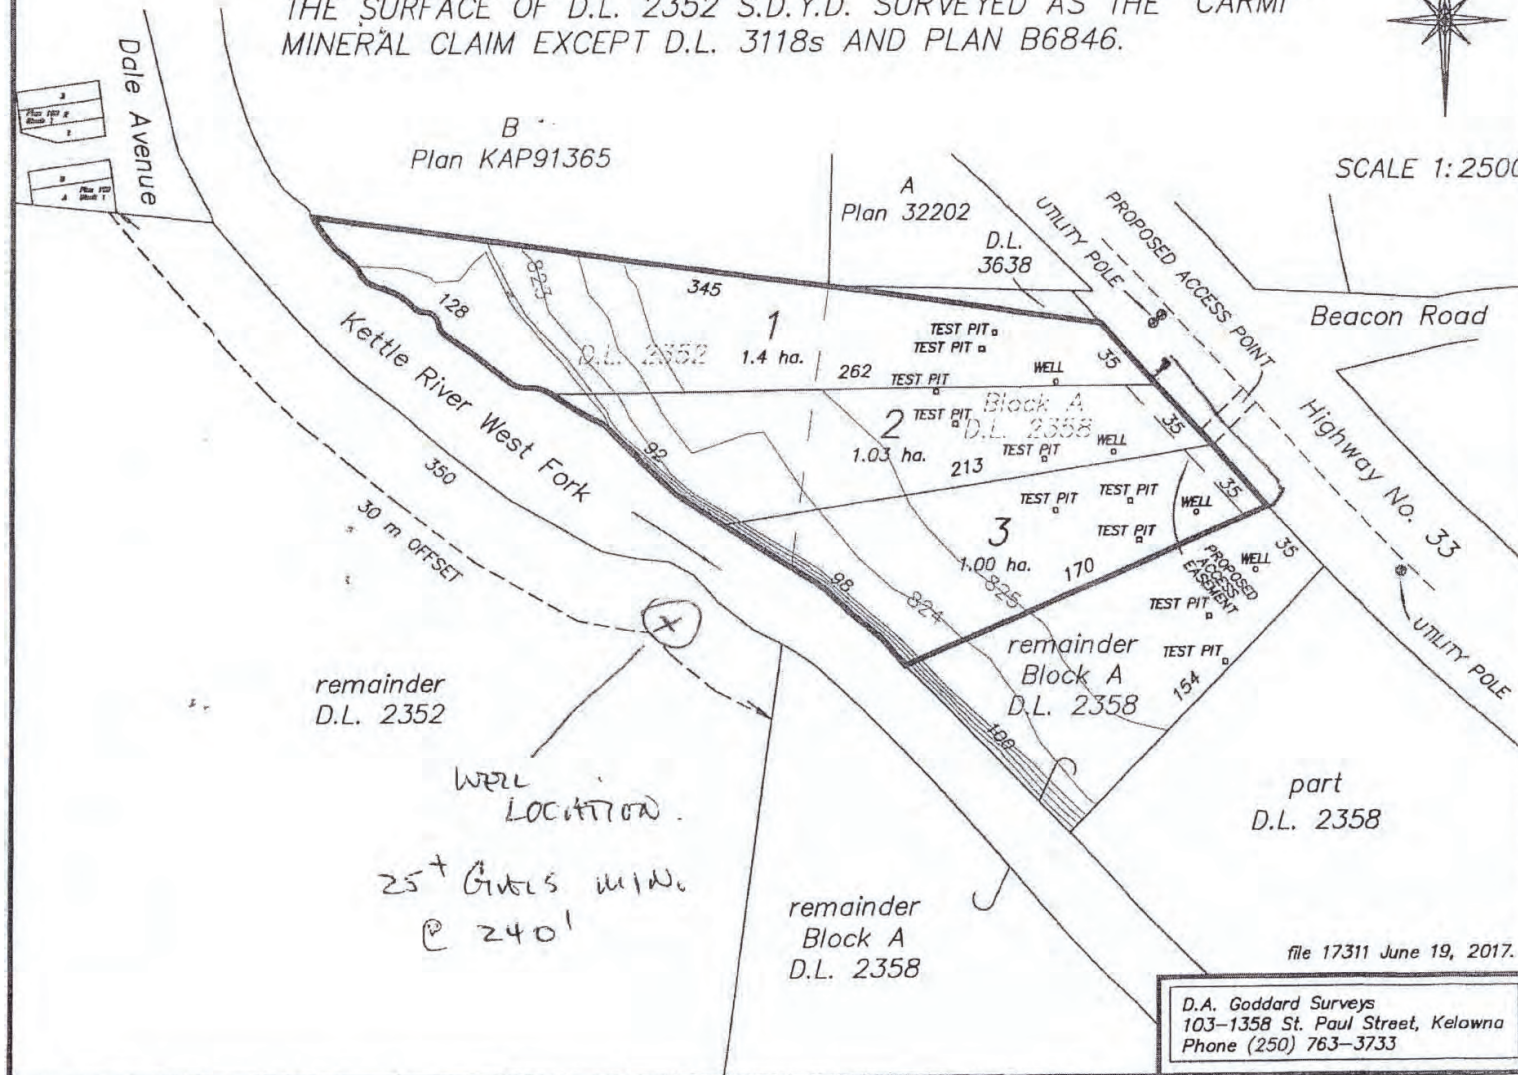 THE SURFACE OF D.L. 2352 S.D.Y.D. SURVEYED AS THE "CARMI"
MINERAL CLAIM EXCEPT D.L. 3118s AND PLAN B6846.
Dale Avenue
B
Plan KAP91365
SCALE 1:2500
A
Plan 32202
D.L.
3638
UTILITY POLE
PROPOSED ACCESS POINT
Beacon Road
Highway No. 33
UTILITY POLE
Kettle River West Fork
128
823
345
1
1.4 ha.
D.L. 2352
TEST PIT
TEST PIT
35
262
TEST PIT
WELL
2
1.03 ha.
TEST PIT
Block A
D.L. 2358
35
92
213
TEST PIT
WELL
350
30 m OFFSET
3
1.00 ha.
TEST PIT
TEST PIT
WELL
TEST PIT
35
35
98
824
825
170
PROPOSED
ACCESS
EASEMENT
WELL
TEST PIT
TEST PIT
154
remainder
Block A
D.L. 2358
100
remainder
D.L. 2352
WELL
LOCATION.
25+ GALS MIN.
@ 240'
part
D.L. 2358
remainder
Block A
D.L. 2358
file 17311 June 19, 2017.
D.A. Goddard Surveys
103-1358 St. Paul Street, Kelowna
Phone (250) 763-3733